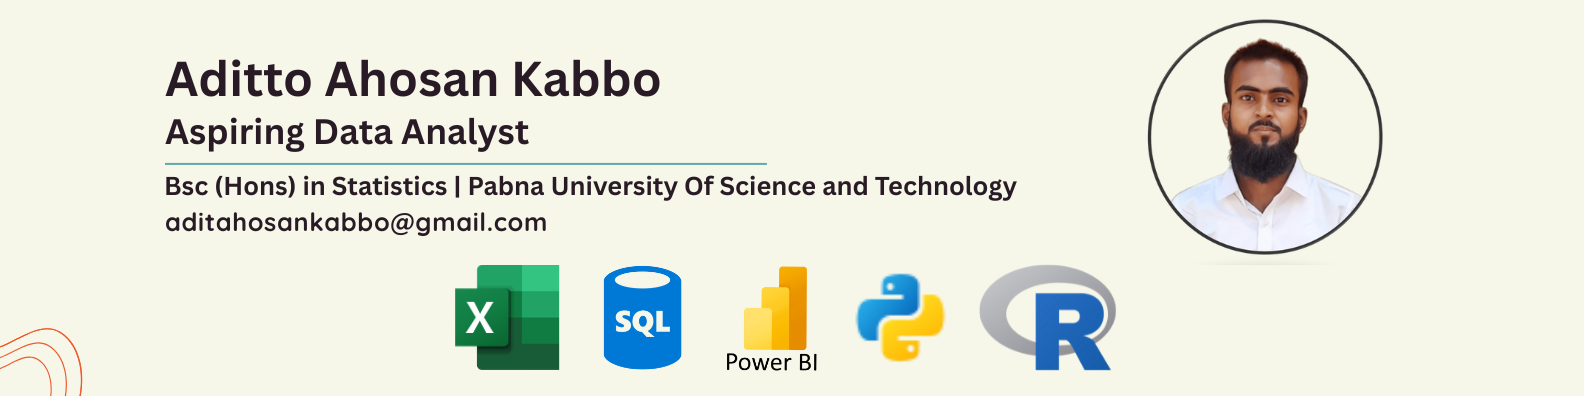 Aditto Ahosan Kabbo
Aspiring Data Analyst
Bsc (Hons) in Statistics | Pabna University Of Science and Technology
aditahosankabbo@gmail.com
X
SQL
Power BI
R